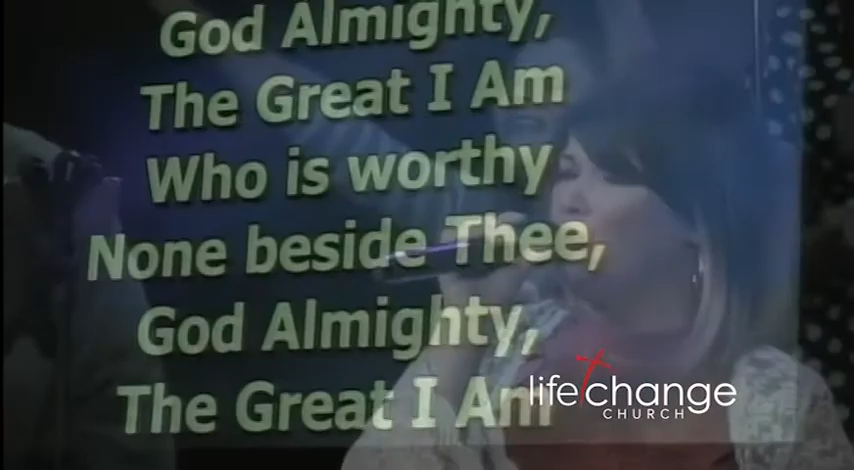 God Almighty,
The Great I Am
Who is worthy
None beside Thee,
God Almighty,
The Great I Am
life change
CHURCH